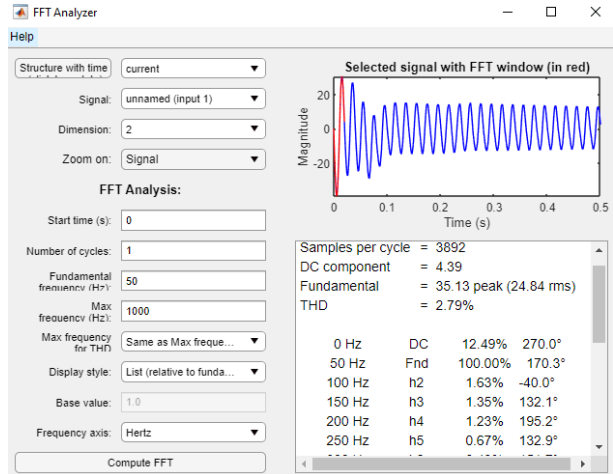 FFT Analyzer
Help
Structure with time
current
Signal:
unnamed (input 1)
Dimension:
2
Zoom on:
Signal
FFT Analysis:
Start time (s):
0
Number of cycles:
1
Fundamental
frequency (Hz):
50
Max
frequency (Hz):
1000
Max frequency
for THD
Same as Max freque...
Display style:
List (relative to funda...
Base value:
1.0
Frequency axis:
Hertz
Compute FFT
Selected signal with FFT window (in red)
Magnitude
20
0
-20
0 0.1 0.2 0.3 0.4 0.5
Time (s)
Samples per cycle = 3892
DC component = 4.39
Fundamental = 35.13 peak (24.84 rms)
THD = 2.79%
0 Hz DC 12.49% 270.0°
50 Hz Fnd 100.00% 170.3°
100 Hz h2 1.63% -40.0°
150 Hz h3 1.35% 132.1°
200 Hz h4 1.23% 195.2°
250 Hz h5 0.67% 132.9°